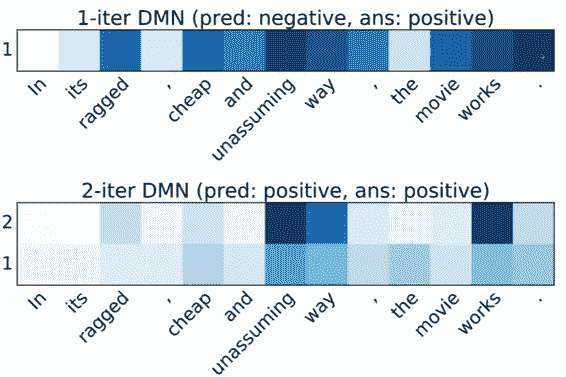 1-iter DMN (pred: negative, ans: positive)
1
In its ragged , cheap and unassuming way , the movie works .
2-iter DMN (pred: positive, ans: positive)
2
1
In its ragged , cheap and unassuming way , the movie works .